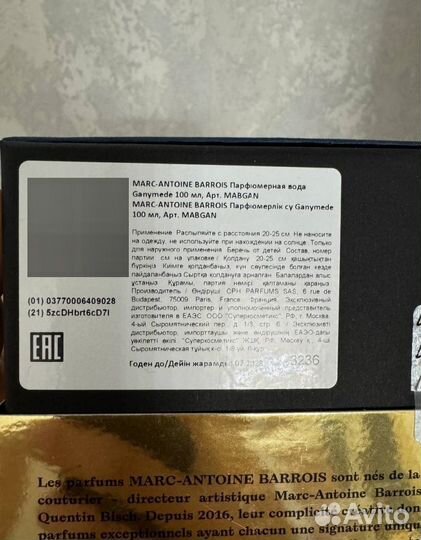 MARC-ANTOINE BARROIS Парфюмерная вода
Ganymede 100 мл, Арт. MABGAN
MARC-ANTOINE BARROIS Парфюмерлік су Ganymede
100 мл, Арт. MABGAN
Применение Распыляйте с расстояния 20-25 см. Не наносите
на одежду, не используйте при нахождении на солнце. Только
для наружного применения Беречь от детей. Состав, номер
партии см на упаковке / Қолдану 20-25 см қашықтықтан
бүркіңіз. Киімге қолданбаңыз, күн сәулесінде болған кезде
пайдаланбаңыз Сыртқа қолдануға арналған. Балалардан алыс
ұстаңыз Құрамы, партия нөмірі қаптамаға қараңыз.
Производитель / Өндіруші OPH PARFUMS SAS, 6 rue de
Budapest, 75009 Paris, France Франция. Эксклюзивный
дистрибьютор, импортер и уполномоченный представитель
изготовителя в ЕАЭС ООО "Суперкосметикс", РФ, г. Москва,
4-ый Сыромятнический пер., д. 1/8, стр. 6 / Эксклюзивті
дистрибьютор, импорттаушы және өндірушінің ЕАЭО-дағы
уәкілетті өкілі "Суперкосметикс" ЖШҚ, РФ, Мәскеу қ., 4-ші
Сыромятническая тұйық к-сі,
Годен до/Дейін жарамды
3236
(01) 03770006409028
(21) 5zcDHbrt6cD7I
EAC
Les parfums MARC-ANTOINE BARROIS sont nés de la
couturier – directeur artistique Marc-Antoine Barrois
Quentin Bisch. Depuis 2016, leur complicité créative
parfums exceptionnels ayant chacun une signature
unique
Avito